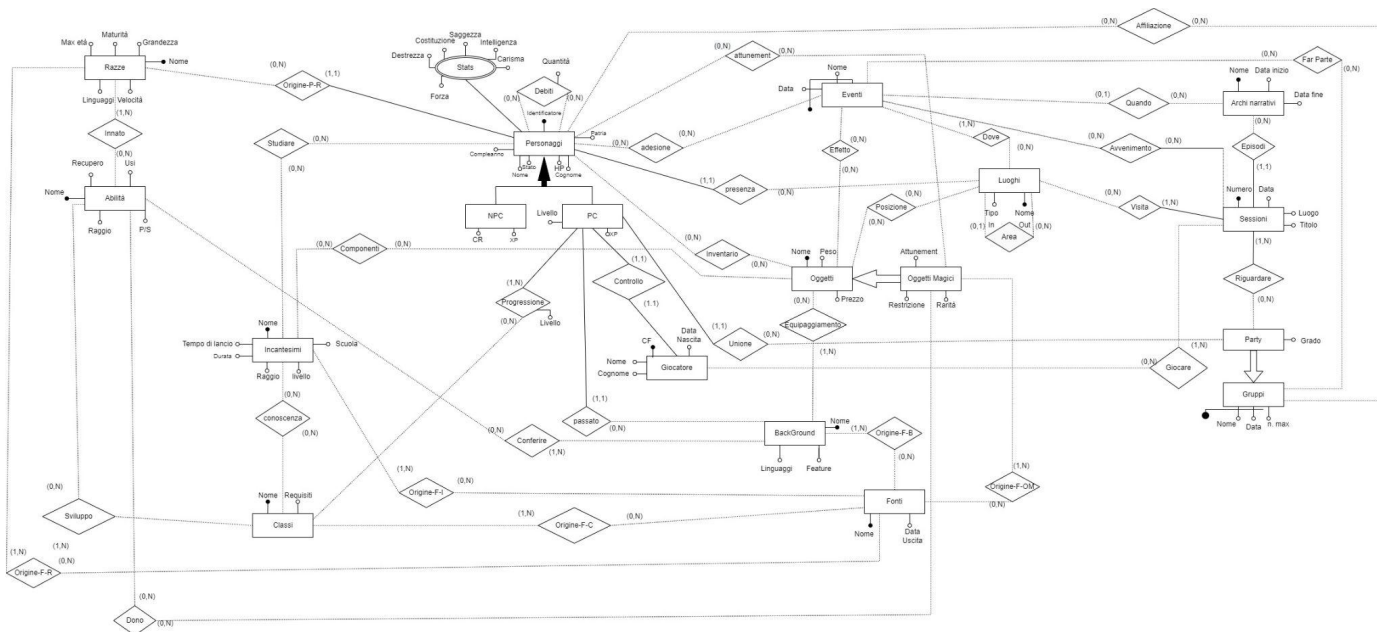 Affiliazione
(0,N)
(0,N)
Maturità
Max età
Grandezza
Razze
Nome
Linguaggi
Velocità
(0,N)
Origine-P-R
(1,1)
(1,N)
Innato
(0,N)
Saggezza
Costituzione
Intelligenza
Destrezza
Carisma
Stats
Forza
Quantità
Debiti
(0,N)
(0,N)
Identificatore
Personaggi
Patria
Compleanno
Stato
Nome
HP
Cognome
(0,N)
attunement
(0,N)
Nome
Data
Eventi
(0,N)
Far Parte
(0,N)
(0,1)
Quando
(0,N)
Nome
Data inizio
Archi narrativi
Data fine
(0,N)
Episodi
(1,1)
Studiare
(0,N)
(0,N)
(0,N)
adesione
(0,N)
(0,N)
Effetto
(0,N)
(1,N)
Dove
(0,N)
(0,N)
Avvenimento
(0,N)
Recupero
Usi
Nome
Abilità
Raggio
P/S
(1,1)
presenza
(0,N)
Luoghi
Tipo
Nome
In
Out
(0,1)
Area
(0,N)
(0,N)
Posizione
(0,N)
(0,N)
Visita
(1,N)
Numero
Data
Sessioni
Luogo
Titolo
NPC
CR
XP
Livello
PC
XP
(0,N)
Componenti
(0,N)
(0,N)
Inventario
(0,N)
Nome
Peso
Oggetti
Prezzo
Attunement
Oggetti Magici
Restrizione
Rarità
(1,N)
Riguardare
(0,N)
(1,1)
Controllo
(1,1)
(1,N)
Progressione
(0,N)
Livello
(0,N)
Equipaggiamento
(1,N)
(1,1)
Unione
(0,N)
Party
Grado
Gruppi
Nome
Data
n. max
Nome
Tempo di lancio
Durata
Incantesimi
Scuola
Raggio
livello
CF
Data
Nascita
Nome
Cognome
Giocatore
(0,N)
Giocare
(1,N)
(0,N)
conoscenza
(0,N)
(1,1)
passato
(0,N)
(0,N)
Conferire
(1,N)
Nome
BackGround
Linguaggi
Feature
(1,N)
Origine-F-B
(0,N)
(1,N)
Origine-F-OM
(0,N)
(1,N)
Origine-F-I
(0,N)
Fonti
Nome
Data
Uscita
(0,N)
Sviluppo
(1,N)
Nome
Requisiti
Classi
(1,N)
Origine-F-C
(0,N)
(1,N)
Origine-F-R
(0,N)
(0,N)
Dono
(0,N)